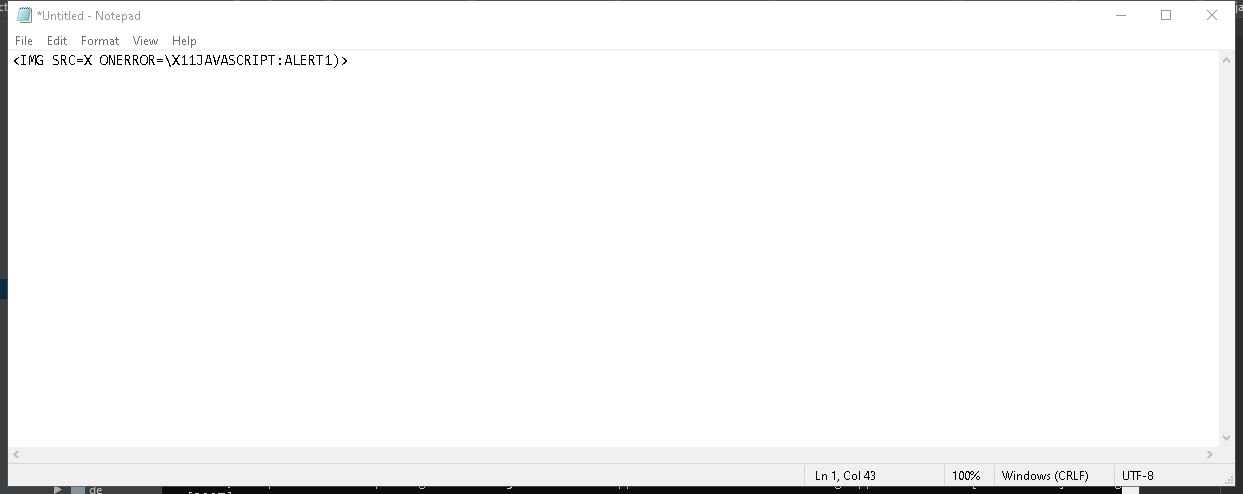 *Untitled - Notepad
File Edit Format View Help
<IMG SRC=X ONERROR=\X11JAVASCRIPT:ALERT1)>
Ln 1, Col 43 100% Windows (CRLF) UTF-8
de